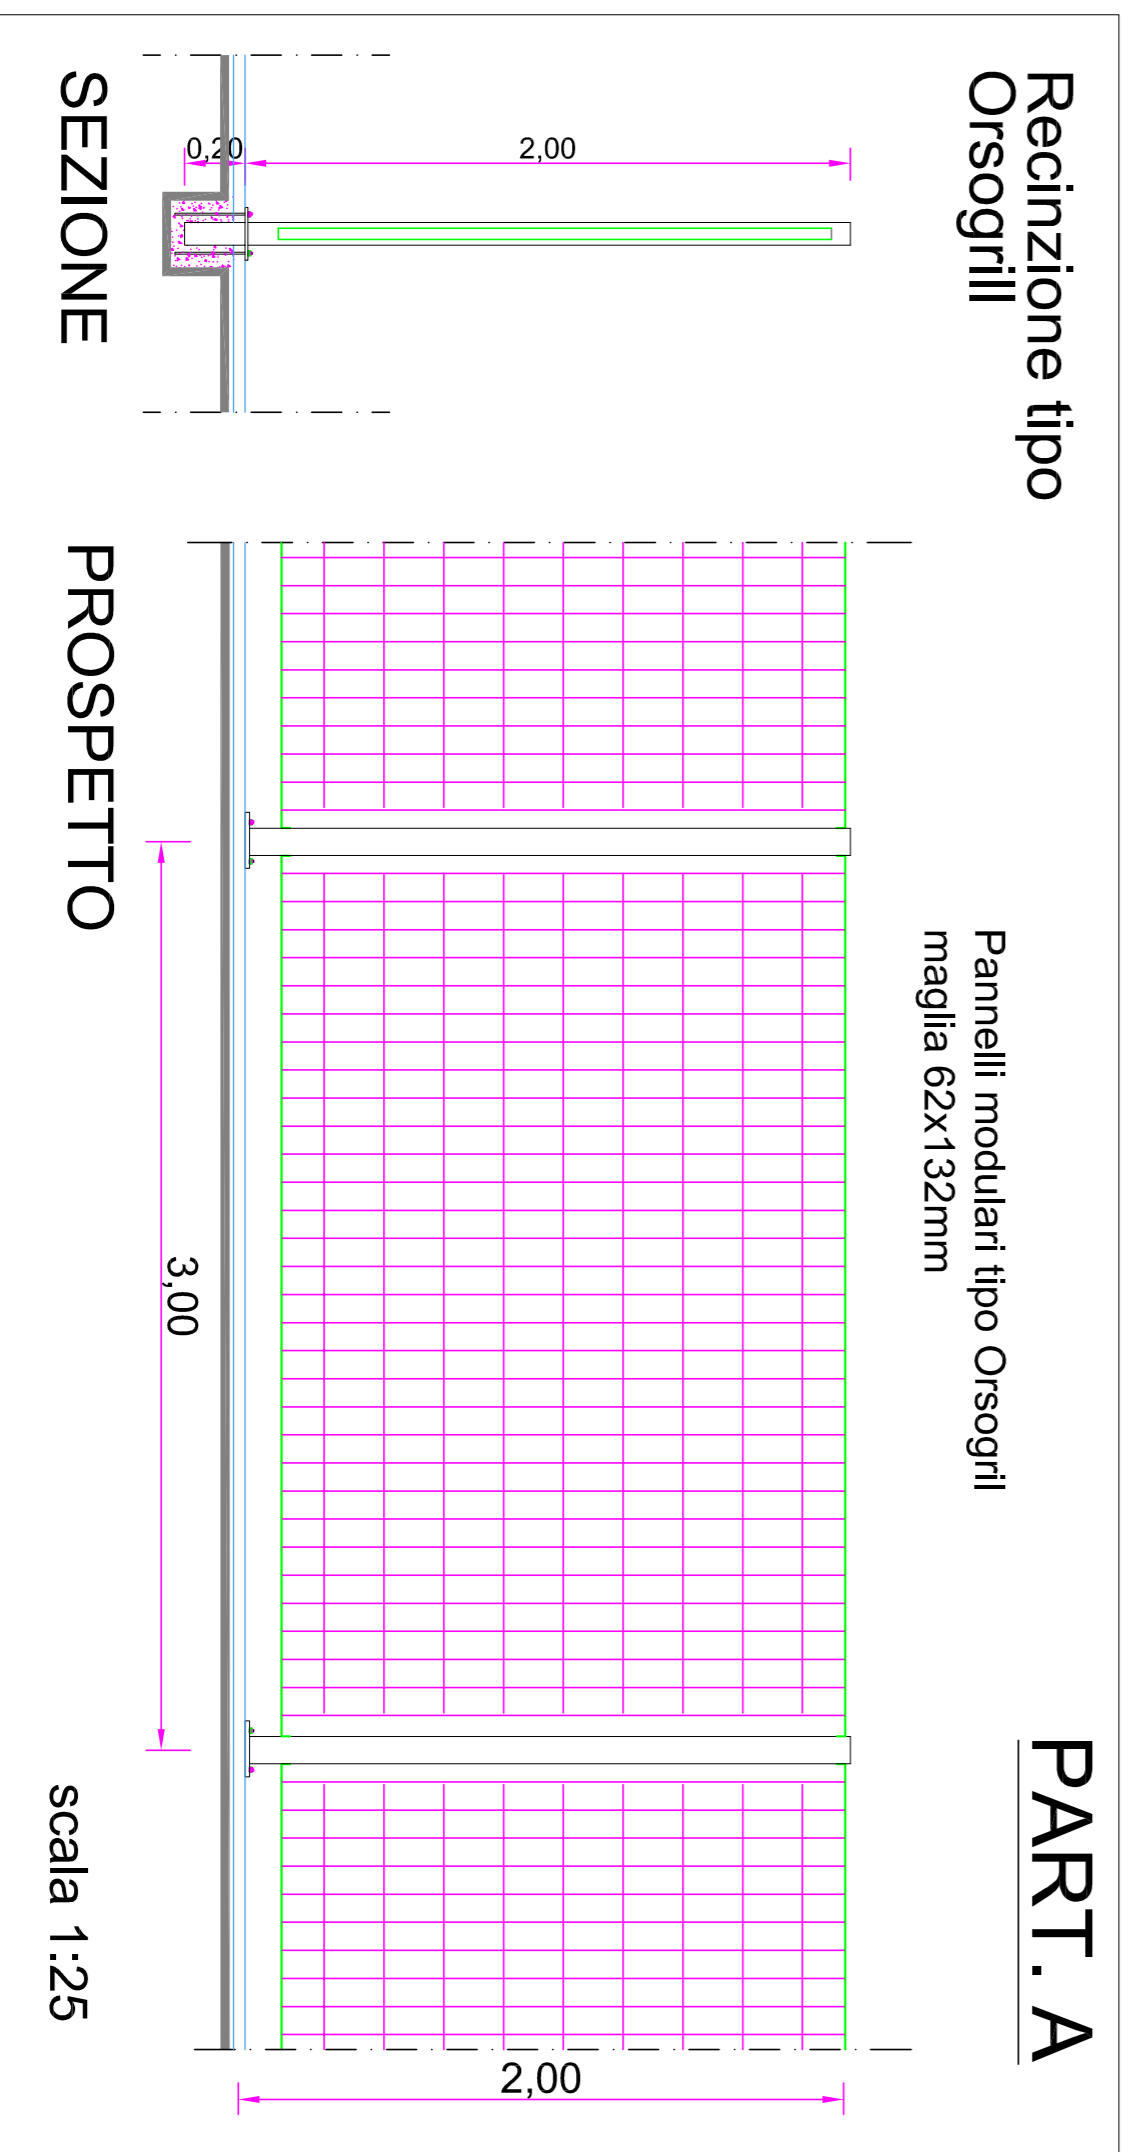 PART. A
Recinzione tipo
Orsogrill
Pannelli modulari tipo Orsogril
maglia 62x132mm
0,20
2,00
2,00
3,00
SEZIONE
PROSPETTO
scala 1:25